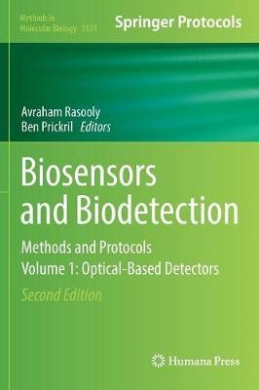 Methods in
Molecular Biology 1571
Springer Protocols
Avraham Rasooly
Ben Prickril Editors
Biosensors
and Biodetection
Methods and Protocols
Volume 1: Optical-Based Detectors
Second Edition
Humana Press